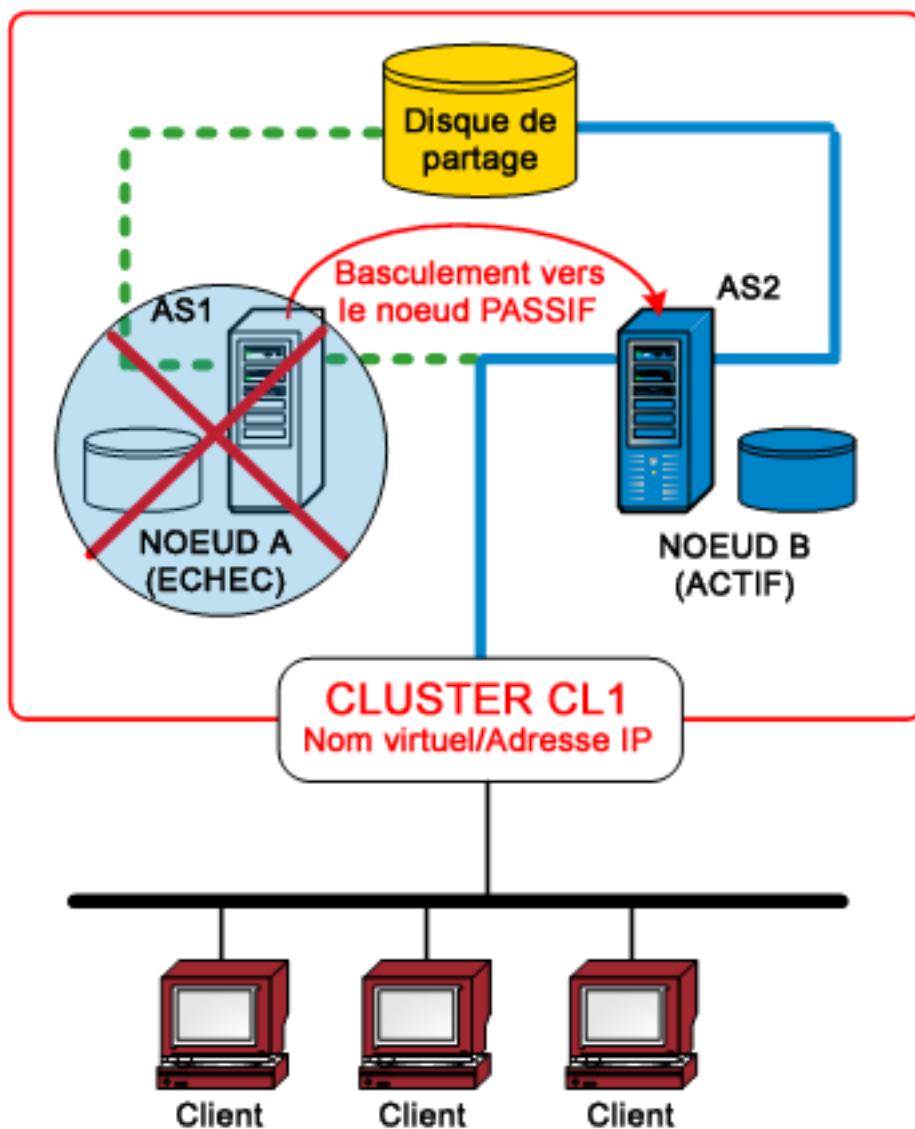 Disque de
partage
Basculement vers
le noeud PASSIF
AS1
AS2
NOEUD A
(ECHEC)
NOEUD B
(ACTIF)
CLUSTER CL1
Nom virtuel/Adresse IP
Client
Client
Client